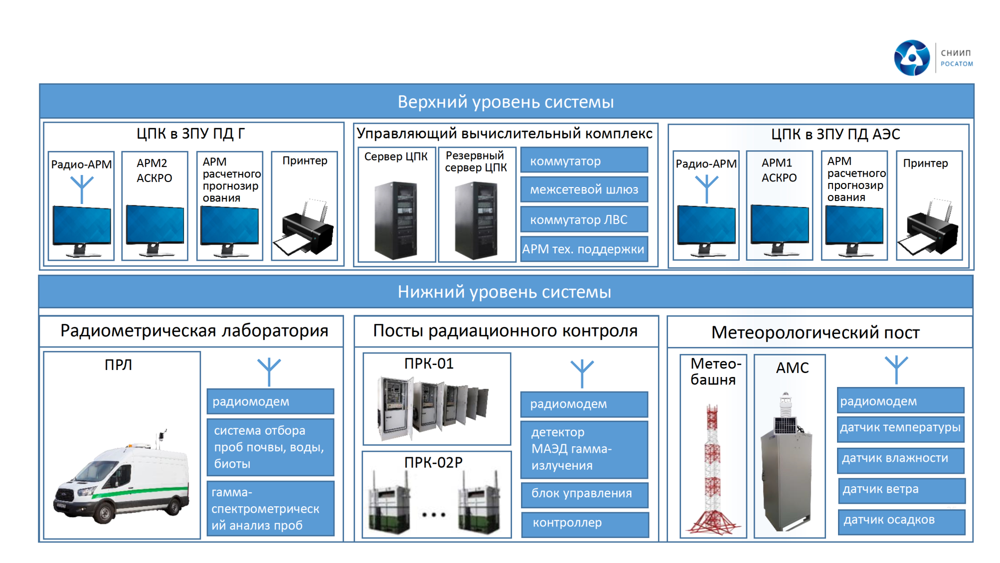 СНИИП
РОСАТОМ
Верхний уровень системы
ЦПК в ЗПУ ПД Г
Радио-АРМ
АРМ2
АСКРО
АРМ
расчетного
прогнозир
ования
Принтер
Управляющий вычислительный комплекс
Сервер ЦПК
Резервный
сервер ЦПК
коммутатор
межсетевой шлюз
коммутатор ЛВС
АРМ тех. поддержки
ЦПК в ЗПУ ПД АЭС
Радио-АРМ
АРМ1
АСКРО
АРМ
расчетного
прогнозир
ования
Принтер
Нижний уровень системы
Радиометрическая лаборатория
ПРЛ
радиомодем
система отбора
проб почвы, воды,
биоты
гамма-
спектрометрическ
ий анализ проб
Посты радиационного контроля
ПРК-01
ПРК-02Р
...
радиомодем
детектор
МАЭД гамма-
излучения
блок управления
контроллер
Метеорологический пост
Метео-
башня
АМС
радиомодем
датчик температуры
датчик влажности
датчик ветра
датчик осадков